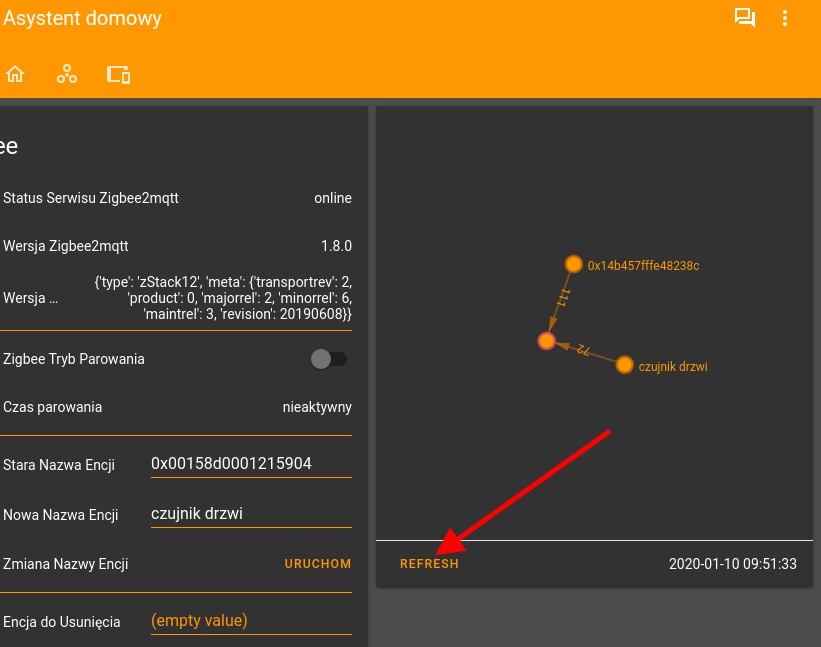 Asystent domowy
ee
Status Serwisu Zigbee2mqtt online
Wersja Zigbee2mqtt 1.8.0
Wersja ... {'type': 'zStack12', 'meta': {'transportrev': 2,
'product': 0, 'majorrel': 2, 'minorrel': 6,
'maintrel': 3, 'revision': 20190608}}
Zigbee Tryb Parowania
Czas parowania nieaktywny
Stara Nazwa Encji 0x00158d0001215904
Nowa Nazwa Encji czujnik drzwi
Zmiana Nazwy Encji URUCHOM
Encja do Usunięcia (empty value)
0x14b457fffe48238c
111
72
czujnik drzwi
REFRESH 2020-01-10 09:51:33